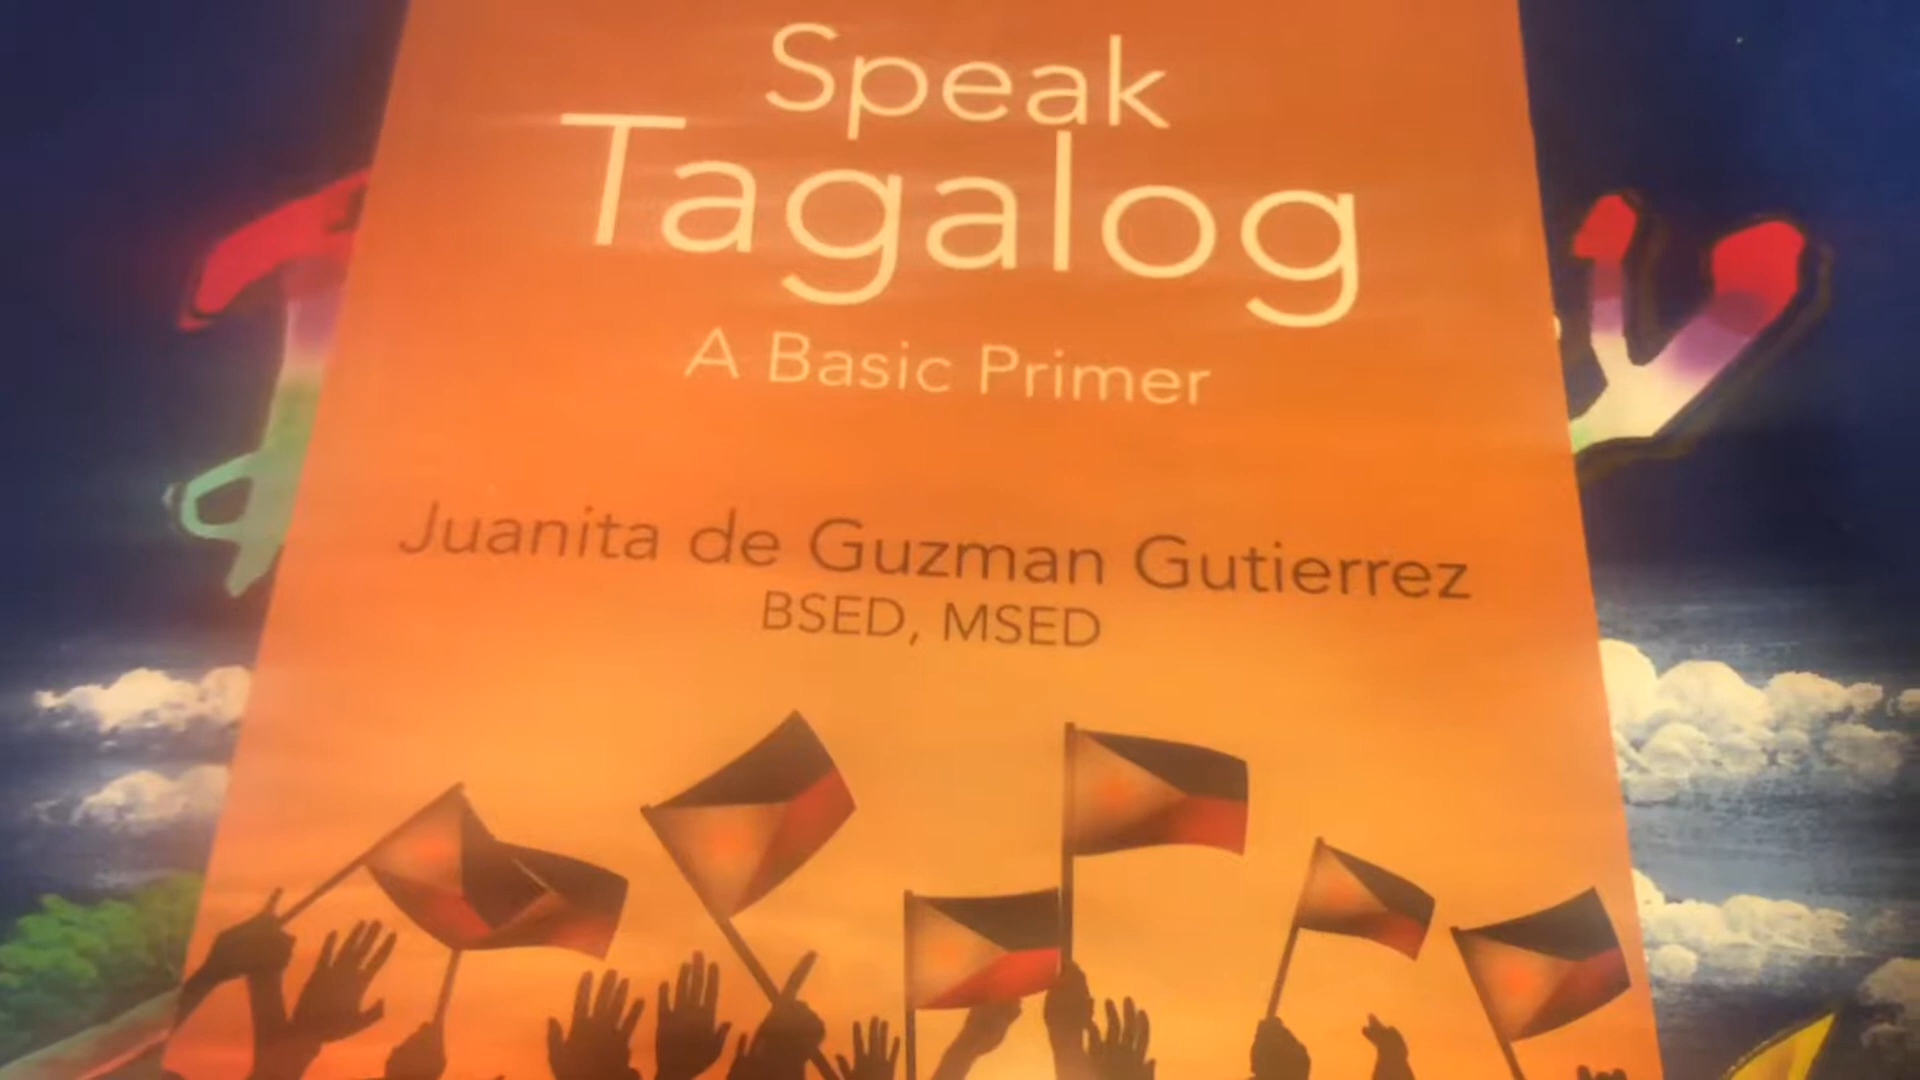 Speak
Tagalog
A Basic Primer
Juanita de Guzman Gutierrez
BSED, MSED